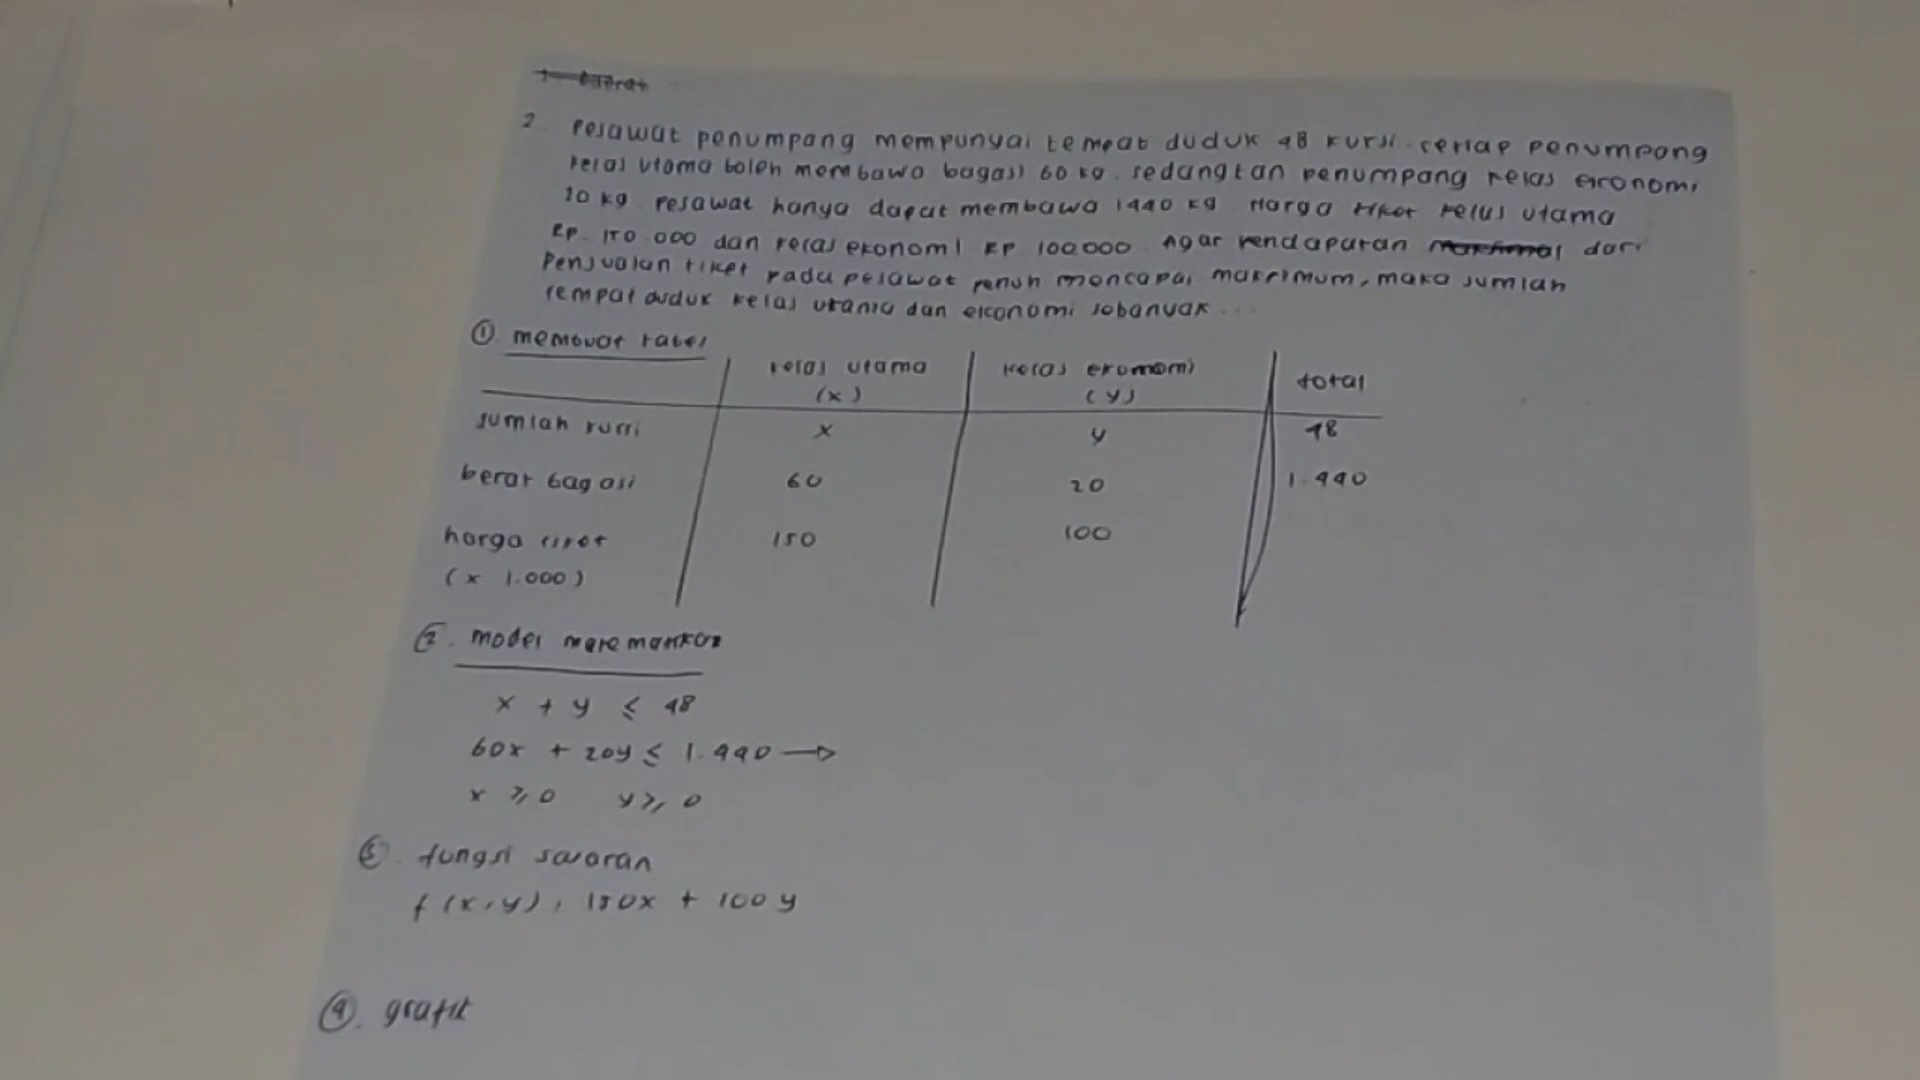 2. Pesawat penumpang mempunyai tempat duduk 48 kursi. setiap penumpang
kelas utama boleh membawa bagasi 60 kg. sedangkan penumpang kelas ekonomi
20 kg. pesawat hanya dapat membawa 1440 kg Harga tiket kelas utama
RP. 150.000 dan kelas ekonomi RP. 100.000. Agar pendapatan dari
Penjualan tiket pada pesawat penuh mencapai maksimum, maka jumlah
tempat duduk kelas utama dan ekonomi sebanyak ...
① membuat tabel
kelas utama (x) kelas ekonomi (y) total
jumlah kursi x y 48
berat bagasi 60 20 1.440
harga tiket 150 100
(x 1.000)
②. model matematika
x + y ≤ 48
60x + 20y ≤ 1.440 →
x ≥ 0 y ≥ 0
③. fungsi sasaran
f(x,y), 150x + 100y
④. grafik